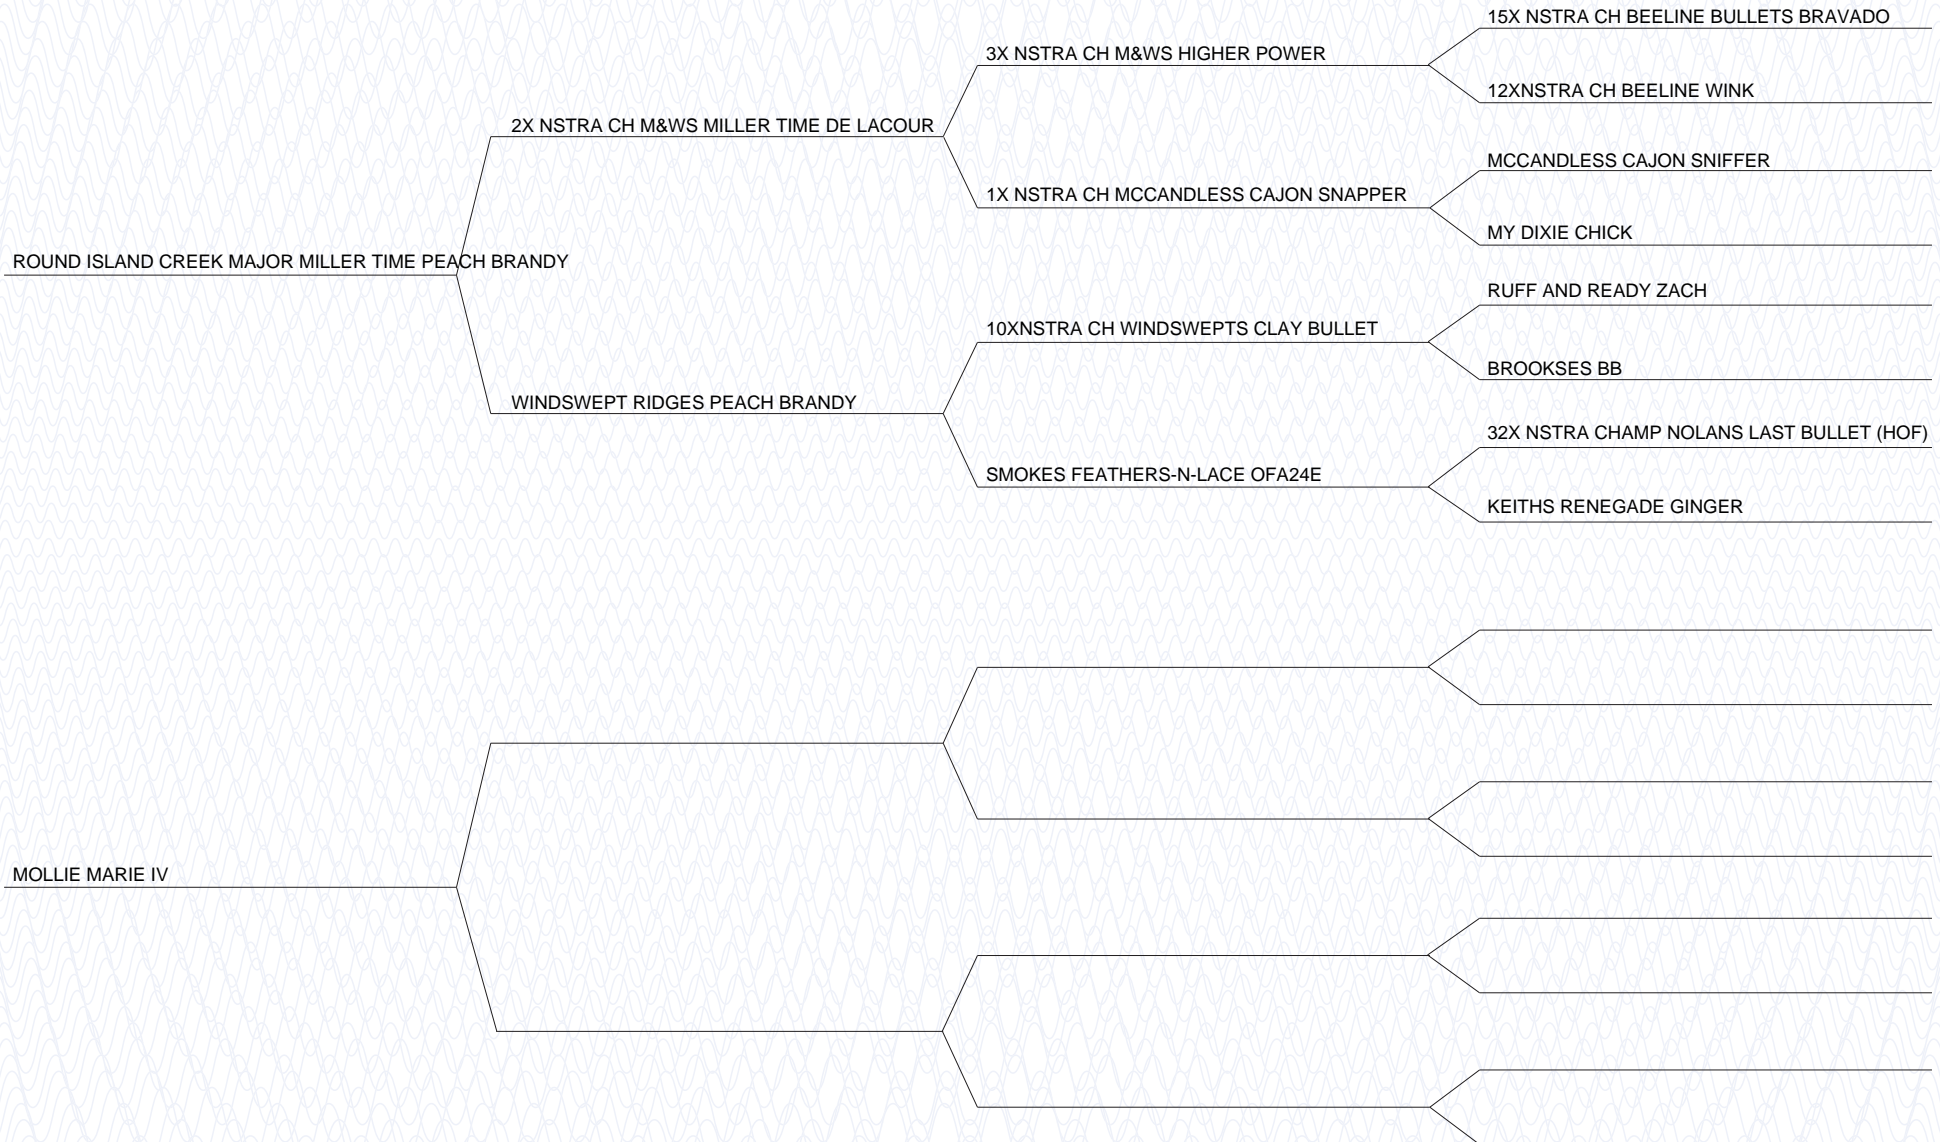 15X NSTRA CH BEELINE BULLETS BRAVADO
3X NSTRA CH M&WS HIGHER POWER
12XNSTRA CH BEELINE WINK
2X NSTRA CH M&WS MILLER TIME DE LACOUR
MCCANDLESS CAJON SNIFFER
1X NSTRA CH MCCANDLESS CAJON SNAPPER
MY DIXIE CHICK
ROUND ISLAND CREEK MAJOR MILLER TIME PEACH BRANDY
RUFF AND READY ZACH
10XNSTRA CH WINDSWEPTS CLAY BULLET
BROOKSES BB
WINDSWEPT RIDGES PEACH BRANDY
32X NSTRA CHAMP NOLANS LAST BULLET (HOF)
SMOKES FEATHERS-N-LACE OFA24E
KEITHS RENEGADE GINGER
MOLLIE MARIE IV